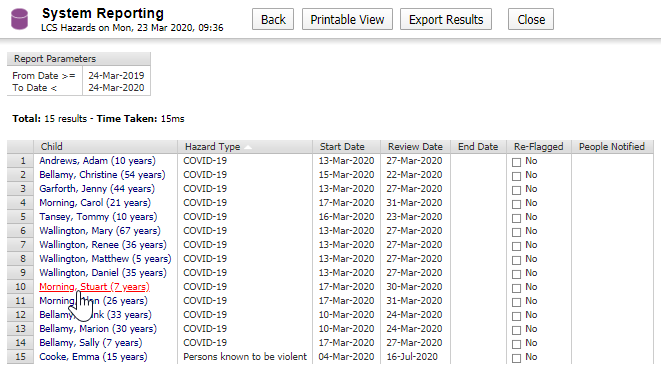 System Reporting
LCS Hazards on Mon, 23 Mar 2020, 09:36
Back Printable View Export Results Close
Report Parameters
From Date >= 24-Mar-2019
To Date < 24-Mar-2020
Total: 15 results - Time Taken: 15ms
Child Hazard Type Start Date Review Date End Date Re-Flagged People Notified
1 Andrews, Adam (10 years) COVID-19 13-Mar-2020 27-Mar-2020 No
2 Bellamy, Christine (54 years) COVID-19 15-Mar-2020 22-Mar-2020 No
3 Garforth, Jenny (44 years) COVID-19 13-Mar-2020 27-Mar-2020 No
4 Morning, Carol (21 years) COVID-19 17-Mar-2020 31-Mar-2020 No
5 Tansey, Tommy (10 years) COVID-19 16-Mar-2020 23-Mar-2020 No
6 Wallington, Mary (67 years) COVID-19 13-Mar-2020 27-Mar-2020 No
7 Wallington, Renee (36 years) COVID-19 13-Mar-2020 27-Mar-2020 No
8 Wallington, Matthew (5 years) COVID-19 13-Mar-2020 27-Mar-2020 No
9 Wallington, Daniel (35 years) COVID-19 13-Mar-2020 27-Mar-2020 No
10 Morning, Stuart (7 years) COVID-19 17-Mar-2020 30-Mar-2020 No
11 Morning, (26 years) COVID-19 17-Mar-2020 31-Mar-2020 No
12 (33 years) COVID-19 10-Mar-2020 24-Mar-2020 No
13 Bellamy, Marion (30 years) COVID-19 10-Mar-2020 24-Mar-2020 No
14 Bellamy, Sally (7 years) COVID-19 17-Mar-2020 24-Mar-2020 No
15 Cooke, Emma (15 years) Persons known to be violent 04-Mar-2020 16-Jul-2020 No